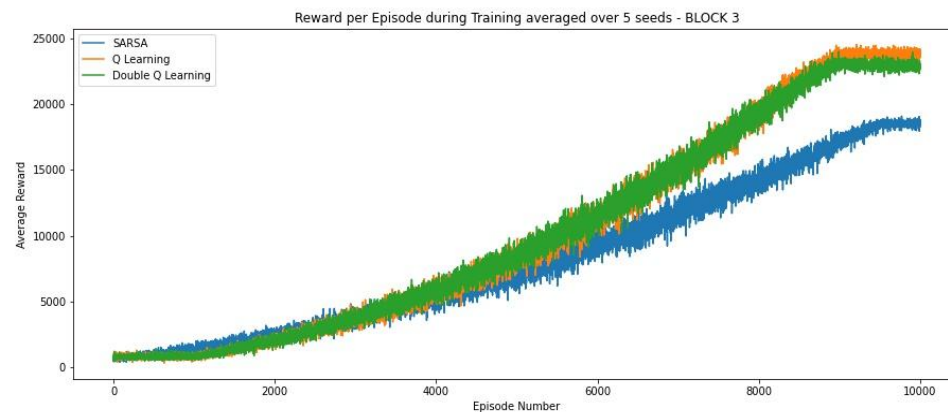 Reward per Episode during Training averaged over 5 seeds - BLOCK 3
SARSA
Q Learning
Double Q Learning
25000
20000
15000
10000
5000
0
Average Reward
0 2000 4000 6000 8000 10000
Episode Number